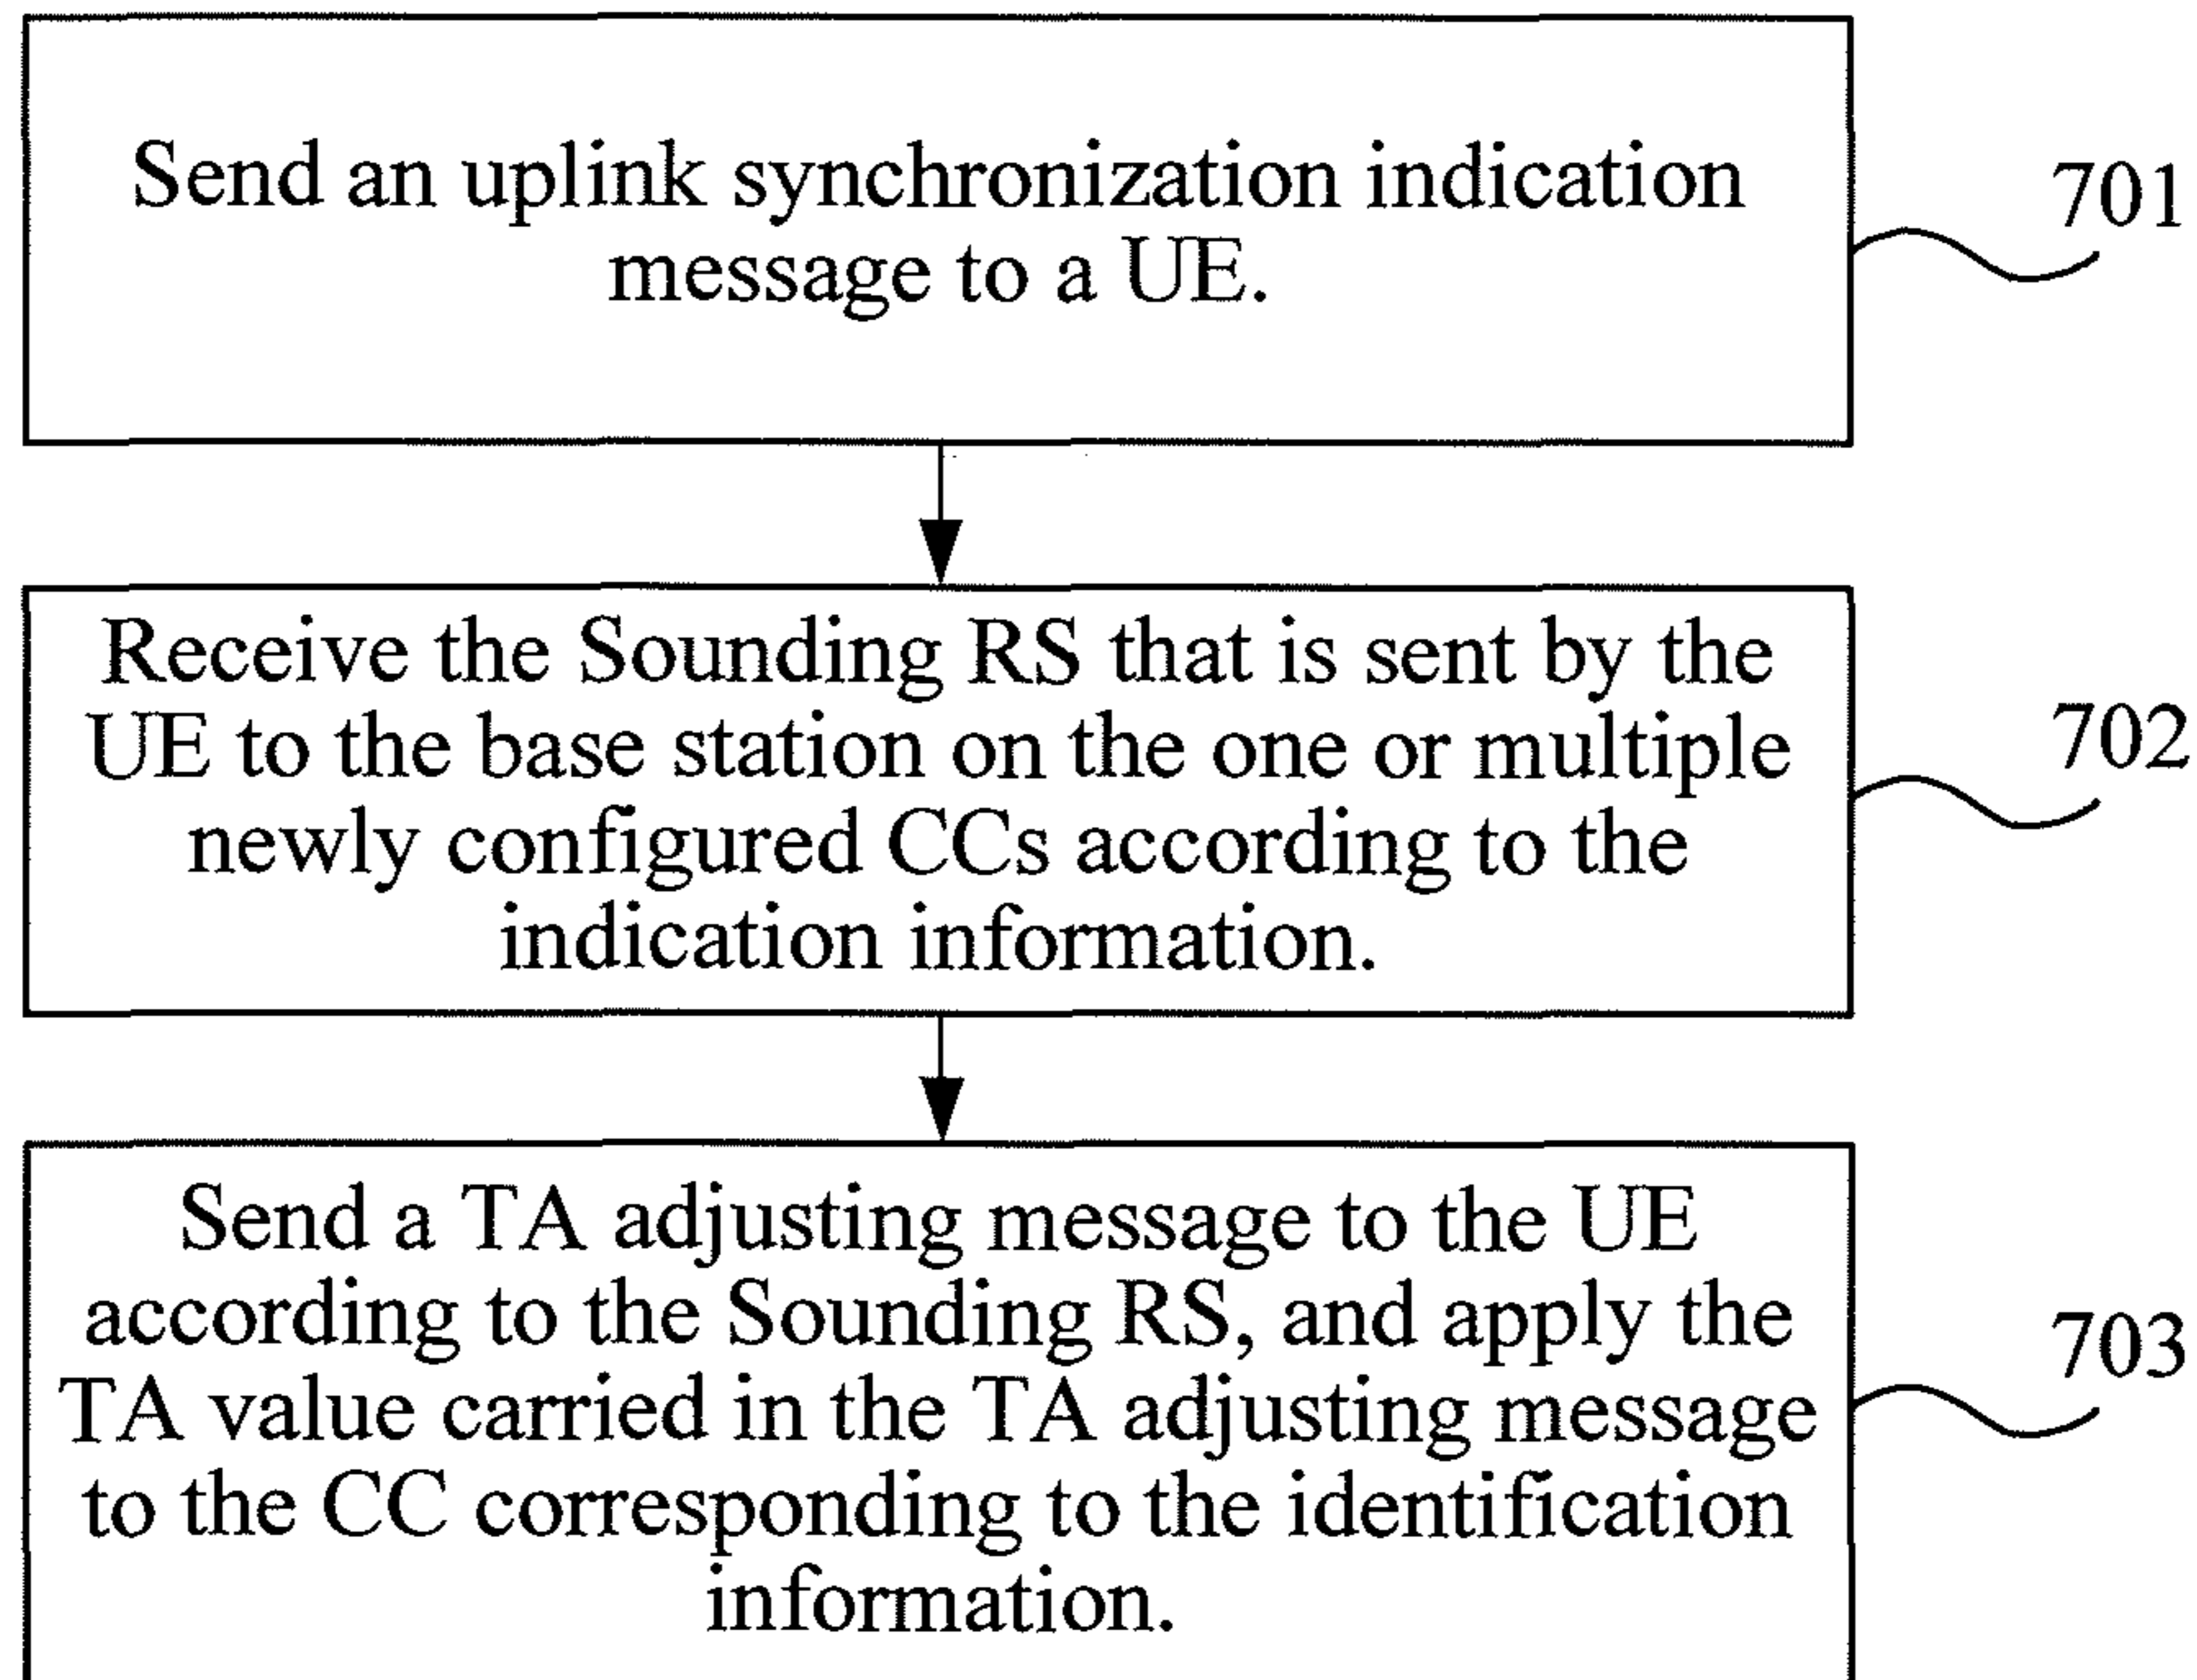 Send an uplink synchronization indication
message to a UE.
701
Receive the Sounding RS that is sent by the
UE to the base station on the one or multiple
newly configured CCs according to the
indication information.
702
Send a TA adjusting message to the UE
according to the Sounding RS, and apply the
TA value carried in the TA adjusting message
to the CC corresponding to the identification
information.
703